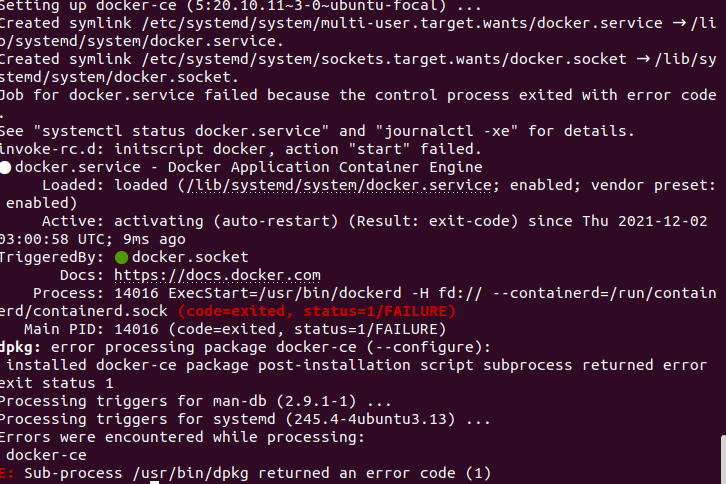 Setting up docker-ce (5:20.10.11~3-0~ubuntu-focal) ...
Created symlink /etc/systemd/system/multi-user.target.wants/docker.service → /li
b/systemd/system/docker.service.
Created symlink /etc/systemd/system/sockets.target.wants/docker.socket → /lib/sy
stemd/system/docker.socket.
Job for docker.service failed because the control process exited with error code
.
See "systemctl status docker.service" and "journalctl -xe" for details.
invoke-rc.d: initscript docker, action "start" failed.
● docker.service - Docker Application Container Engine
Loaded: loaded (/lib/systemd/system/docker.service; enabled; vendor preset:
enabled)
Active: activating (auto-restart) (Result: exit-code) since Thu 2021-12-02
03:00:58 UTC; 9ms ago
TriggeredBy: ● docker.socket
Docs: https://docs.docker.com
Process: 14016 ExecStart=/usr/bin/dockerd -H fd:// --containerd=/run/contain
erd/containerd.sock (code=exited, status=1/FAILURE)
Main PID: 14016 (code=exited, status=1/FAILURE)
dpkg: error processing package docker-ce (--configure):
installed docker-ce package post-installation script subprocess returned error
exit status 1
Processing triggers for man-db (2.9.1-1) ...
Processing triggers for systemd (245.4-4ubuntu3.13) ...
Errors were encountered while processing:
docker-ce
E: Sub-process /usr/bin/dpkg returned an error code (1)